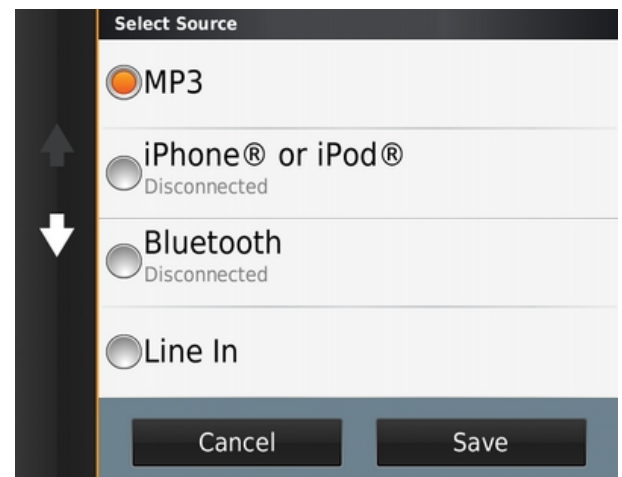 Select Source
MP3
iPhone® or iPod®
Disconnected
Bluetooth
Disconnected
Line In
Cancel Save